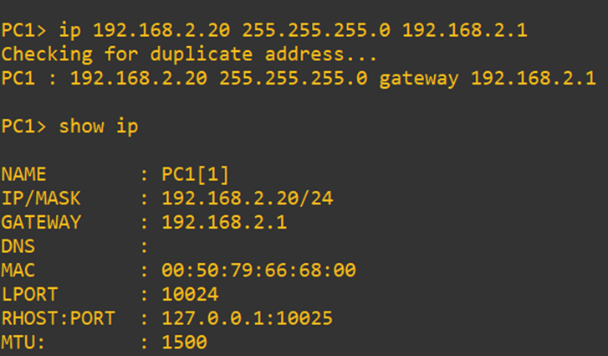 PC1> ip 192.168.2.20 255.255.255.0 192.168.2.1
Checking for duplicate address...
PC1 : 192.168.2.20 255.255.255.0 gateway 192.168.2.1
PC1> show ip
NAME : PC1[1]
IP/MASK : 192.168.2.20/24
GATEWAY : 192.168.2.1
DNS :
MAC : 00:50:79:66:68:00
LPORT : 10024
RHOST:PORT : 127.0.0.1:10025
MTU: : 1500